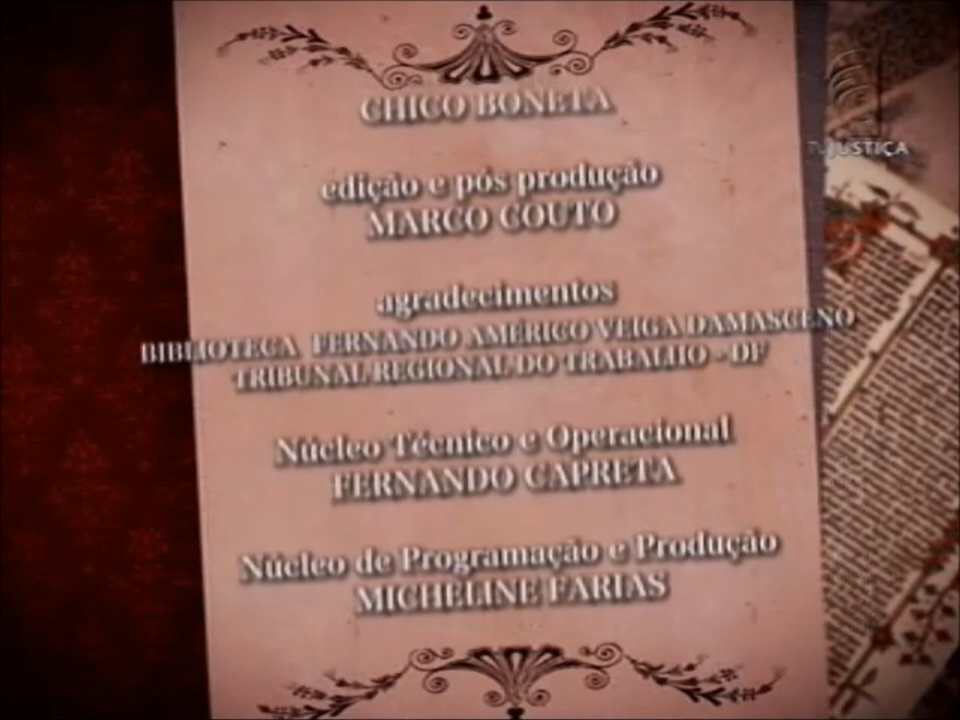 CHICO BONETA
edição e pós produção
MARCO COUTO
agradecimentos
BIBLIOTECA FERNANDO AMÉRICO VEIGA DAMASCENO
TRIBUNAL REGIONAL DO TRABALHO - DF
Núcleo Técnico e Operacional
FERNANDO CAPRETA
Núcleo de Programação e Produção
MICHELINE FARIAS
TV JUSTIÇA